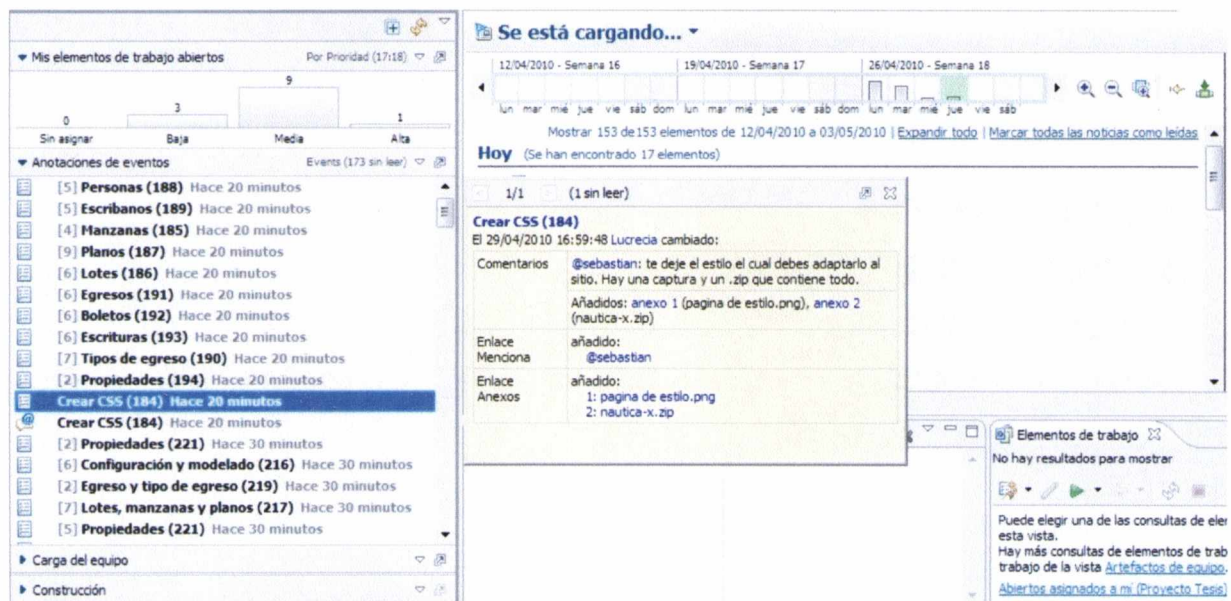 Mis elementos de trabajo abiertos Por Prioridad (17:18)
9
3
0
1
Sin asignar Baja Media Alta
Anotaciones de eventos Events (173 sin leer)
[5] Personas (188) Hace 20 minutos
[5] Escribanos (189) Hace 20 minutos
[4] Manzanas (185) Hace 20 minutos
[9] Planos (187) Hace 20 minutos
[6] Lotes (186) Hace 20 minutos
[6] Egresos (191) Hace 20 minutos
[6] Boletos (192) Hace 20 minutos
[6] Escrituras (193) Hace 20 minutos
[7] Tipos de egreso (190) Hace 20 minutos
[2] Propiedades (194) Hace 20 minutos
Crear CSS (184) Hace 20 minutos
Crear CSS (184) Hace 20 minutos
[2] Propiedades (221) Hace 30 minutos
[6] Configuración y modelado (216) Hace 30 minutos
[2] Egreso y tipo de egreso (219) Hace 30 minutos
[7] Lotes, manzanas y planos (217) Hace 30 minutos
[5] Propiedades (221) Hace 30 minutos
Carga del equipo
Construcción
Se está cargando...
12/04/2010 - Semana 16 19/04/2010 - Semana 17 26/04/2010 - Semana 18
lun mar mié jue vie sáb dom lun mar mié jue vie sáb dom lun mar mié jue vie sáb
Mostrar 153 de 153 elementos de 12/04/2010 a 03/05/2010 | Expandir todo | Marcar todas las noticias como leídas
Hoy (Se han encontrado 17 elementos)
1/1 (1 sin leer)
Crear CSS (184)
El 29/04/2010 16:59:48 Lucrecia cambiado:
Comentarios @sebastian: te deje el estilo el cual debes adaptarlo al
sitio. Hay una captura y un .zip que contiene todo.
Añadidos: anexo 1 (pagina de estilo.png), anexo 2
(nautica-x.zip)
Enlace añadido:
Menciona @sebastian
Enlace añadido:
Anexos 1: pagina de estilo.png
2: nautica-x.zip
Elementos de trabajo
No hay resultados para mostrar
Puede elegir una de las consultas de eler
esta vista.
Hay más consultas de elementos de trab
trabajo de la vista Artefactos de equipo.
Abiertos asignados a mí (Proyecto Tesis)